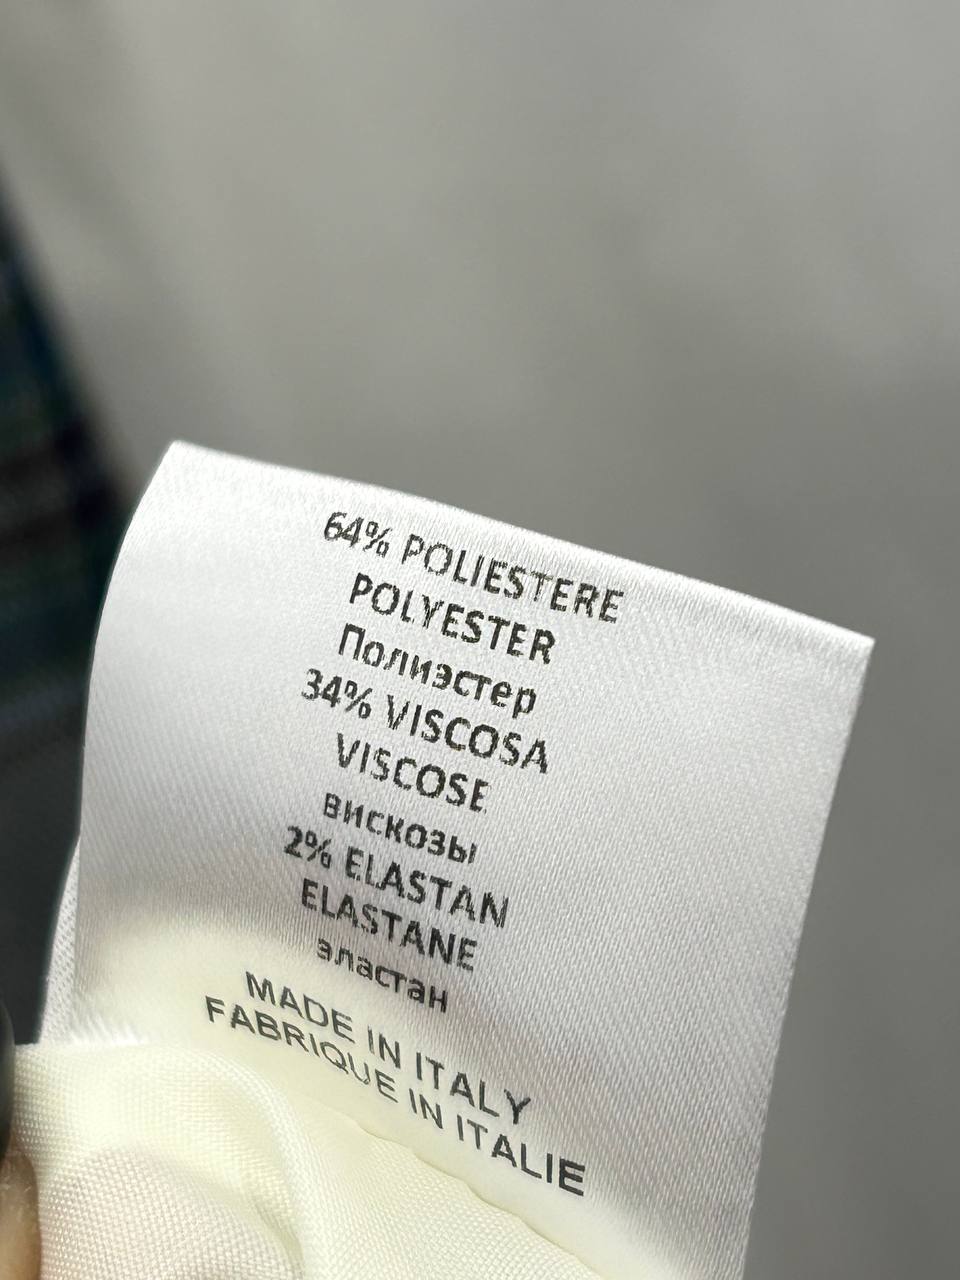 64% POLIESTERE
POLYESTER
Полиэстер
34% VISCOSA
VISCOSE
вискозы
2% ELASTAN
ELASTANE
эластан
MADE IN ITALY
FABRIQUE IN ITALIE